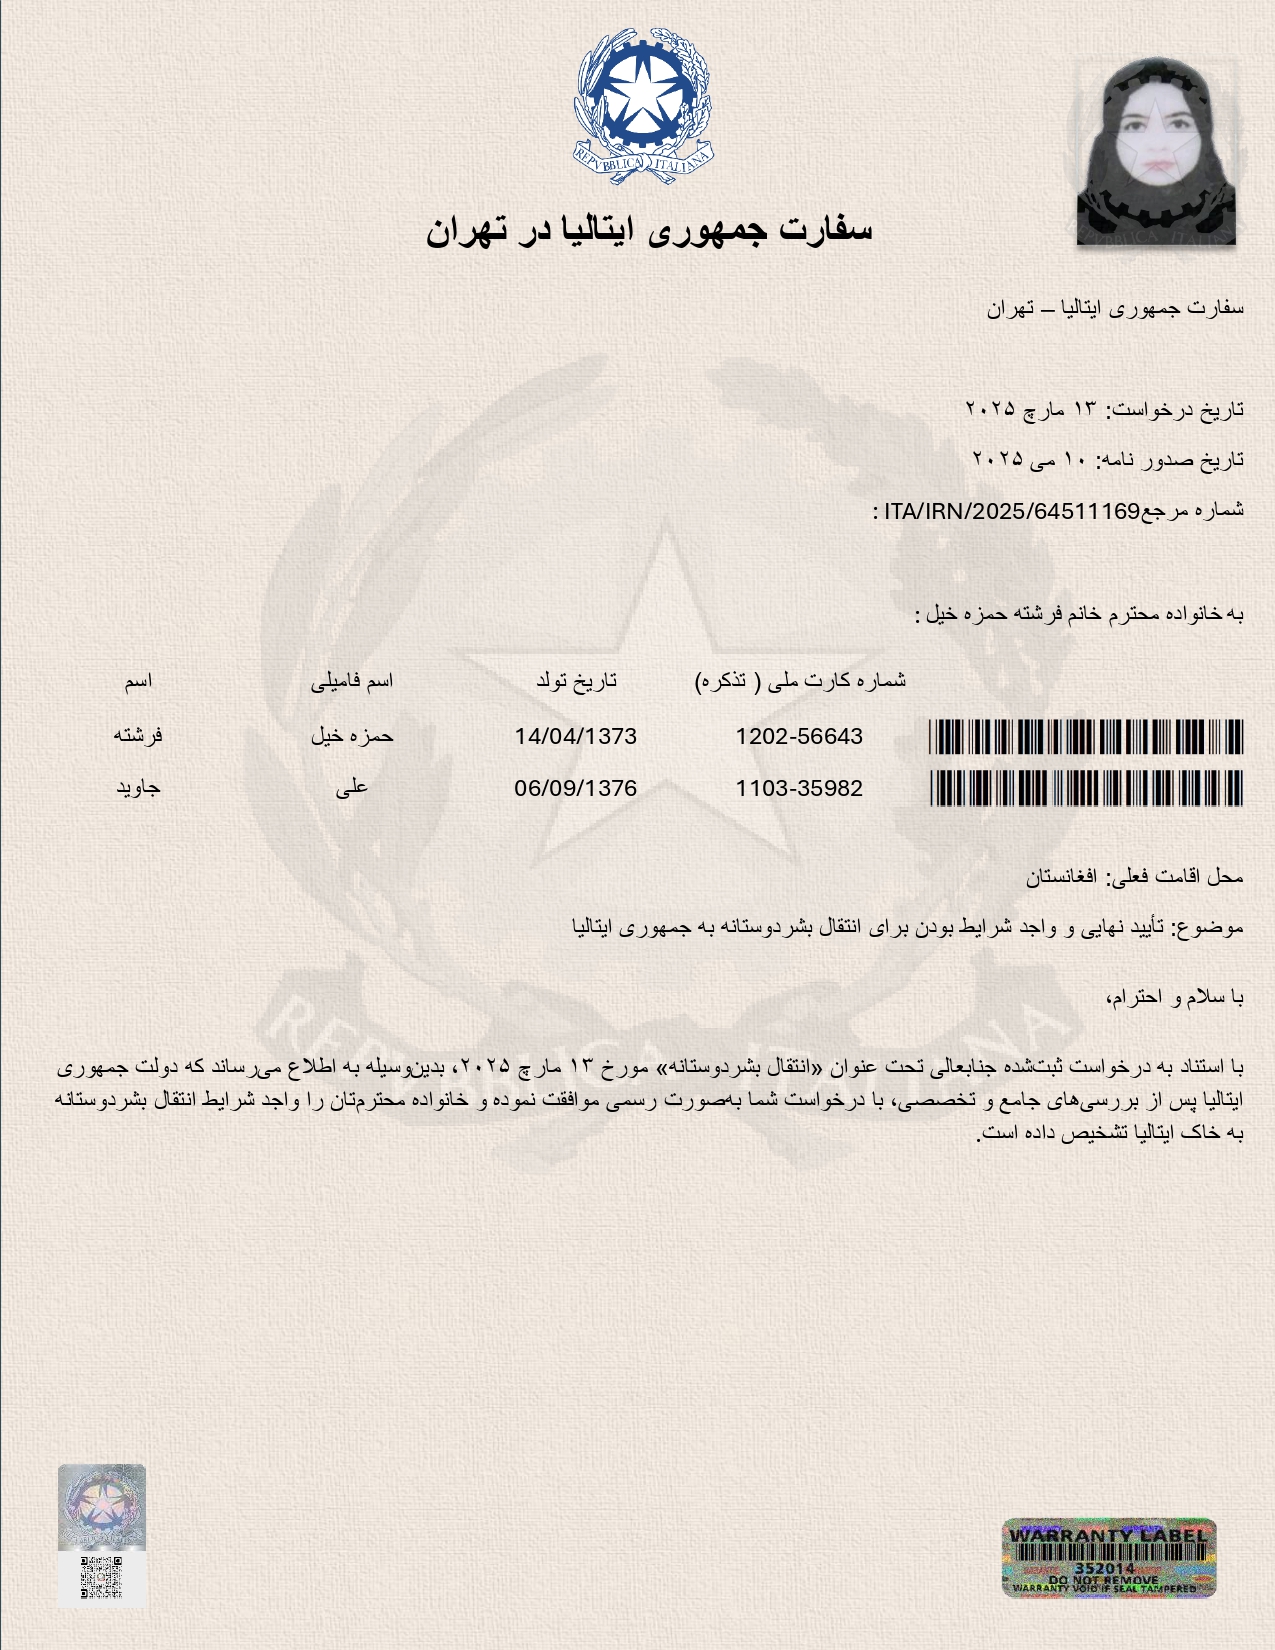 REPVBBLICA ITALIANA
سفارت جمهوری ایتالیا در تهران
سفارت جمهوری ایتالیا – تهران
تاریخ درخواست: ۱۳ مارچ ۲۰۲۵
تاریخ صدور نامه: ۱۰ می ۲۰۲۵
شماره مرجعITA/IRN/2025/64511169 :
به خانواده محترم خانم فرشته حمزه خیل :
شماره کارت ملی ( تذکره) تاریخ تولد اسم فامیلی اسم
1202-56643 14/04/1373 حمزه خیل فرشته
1103-35982 06/09/1376 علی جاوید
محل اقامت فعلی: افغانستان
موضوع: تأیید نهایی و واجد شرایط بودن برای انتقال بشردوستانه به جمهوری ایتالیا
با سلام و احترام،
با استناد به درخواست ثبت‌شده جنابعالی تحت عنوان «انتقال بشردوستانه» مورخ ۱۳ مارچ ۲۰۲۵، بدین‌وسیله به اطلاع می‌رساند که دولت جمهوری
ایتالیا پس از بررسی‌های جامع و تخصصی، با درخواست شما به‌صورت رسمی موافقت نموده و خانواده محترم‌تان را واجد شرایط انتقال بشردوستانه
به خاک ایتالیا تشخیص داده است.
REPVBBLICA ITALIANA
WARRANTY LABEL
352014
DO NOT REMOVE
WARRANTY VOID IF SEAL TAMPERED